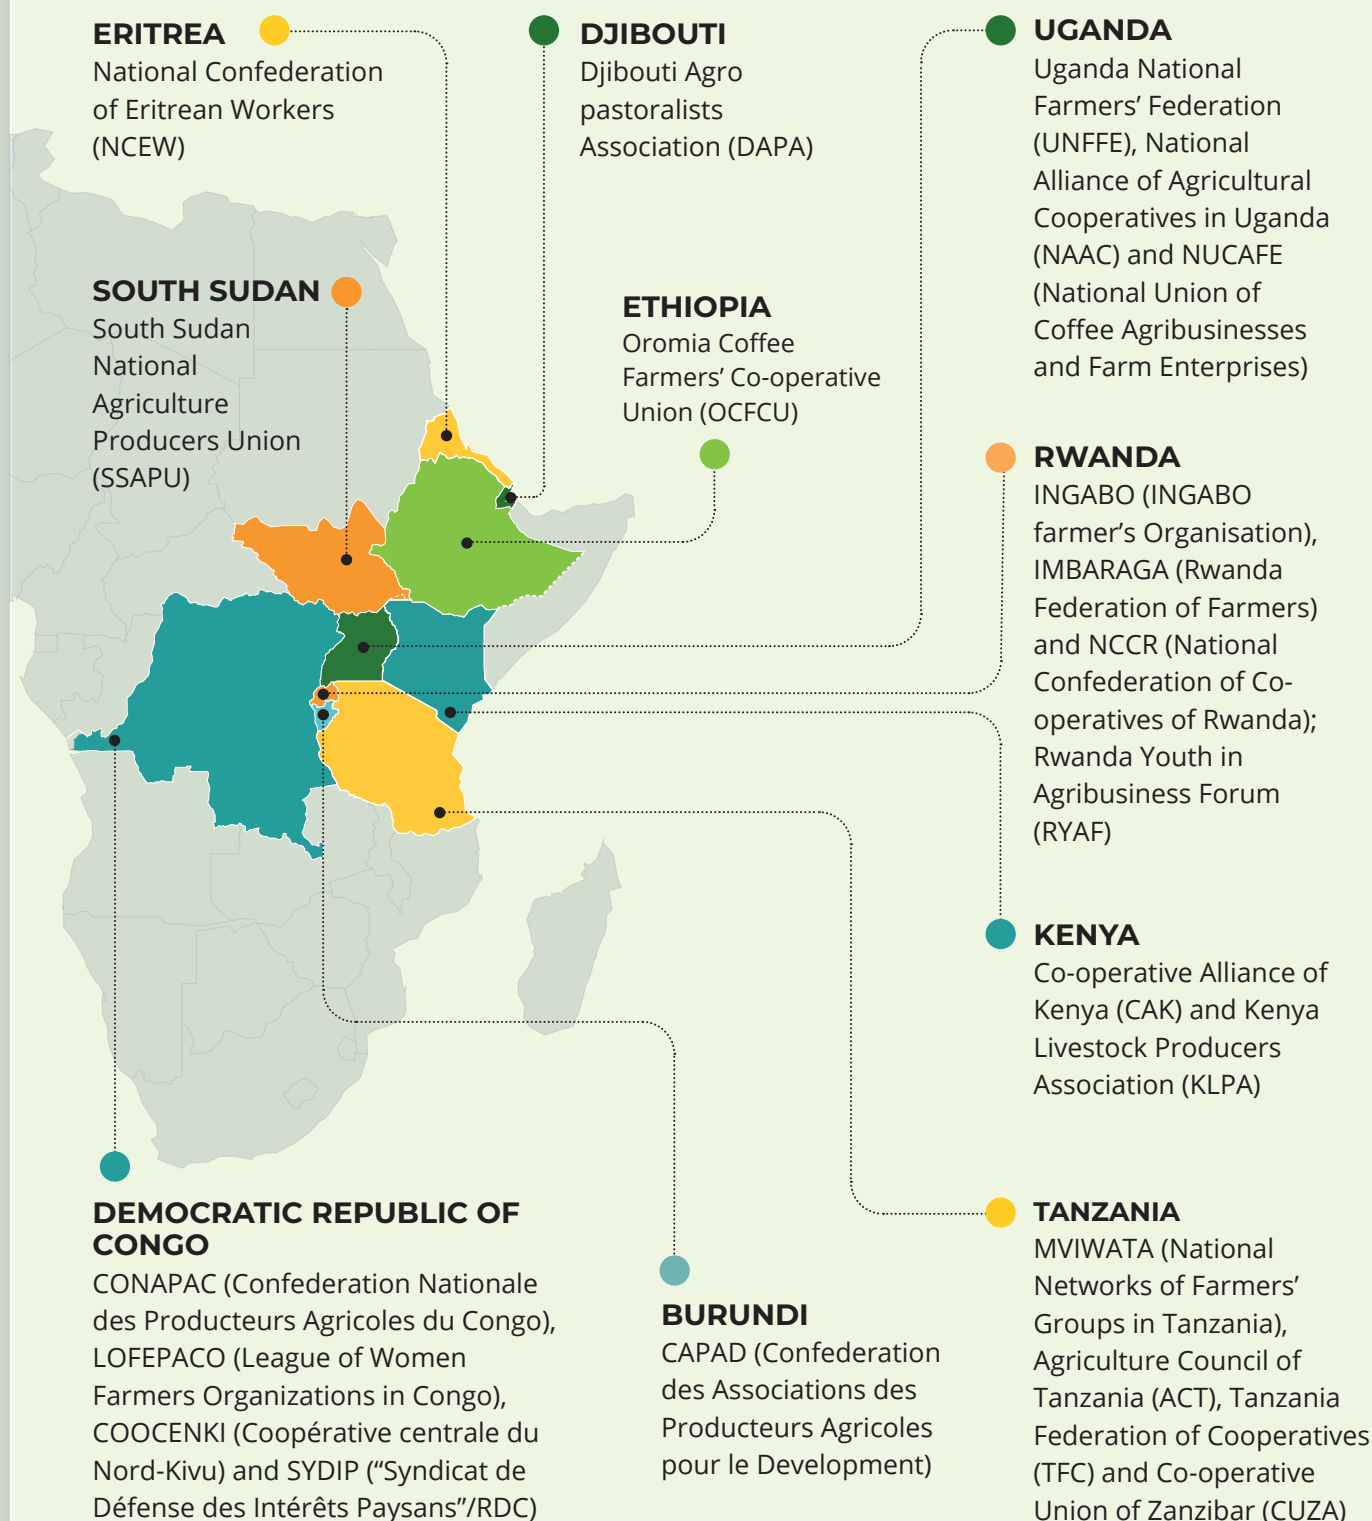 ERITREA
National Confederation
of Eritrean Workers
(NCEW)
DJIBOUTI
Djibouti Agro
pastoralists
Association (DAPA)
UGANDA
Uganda National
Farmers’ Federation
(UNFFE), National
Alliance of Agricultural
Cooperatives in Uganda
(NAAC) and NUCAFE
(National Union of
Coffee Agribusinesses
and Farm Enterprises)
SOUTH SUDAN
South Sudan
National
Agriculture
Producers Union
(SSAPU)
ETHIOPIA
Oromia Coffee
Farmers’ Co-operative
Union (OCFCU)
RWANDA
INGABO (INGABO
farmer’s Organisation),
IMBARAGA (Rwanda
Federation of Farmers)
and NCCR (National
Confederation of Co-
operatives of Rwanda);
Rwanda Youth in
Agribusiness Forum
(RYAF)
KENYA
Co-operative Alliance of
Kenya (CAK) and Kenya
Livestock Producers
Association (KLPA)
DEMOCRATIC REPUBLIC OF
CONGO
CONAPAC (Confederation Nationale
des Producteurs Agricoles du Congo),
LOFEPACO (League of Women
Farmers Organizations in Congo),
COOCENKI (Coopérative centrale du
Nord-Kivu) and SYDIP (“Syndicat de
Défense des Intérêts Paysans”/RDC)
BURUNDI
CAPAD (Confederation
des Associations des
Producteurs Agricoles
pour le Development)
TANZANIA
MVIWATA (National
Networks of Farmers’
Groups in Tanzania),
Agriculture Council of
Tanzania (ACT), Tanzania
Federation of Cooperatives
(TFC) and Co-operative
Union of Zanzibar (CUZA)